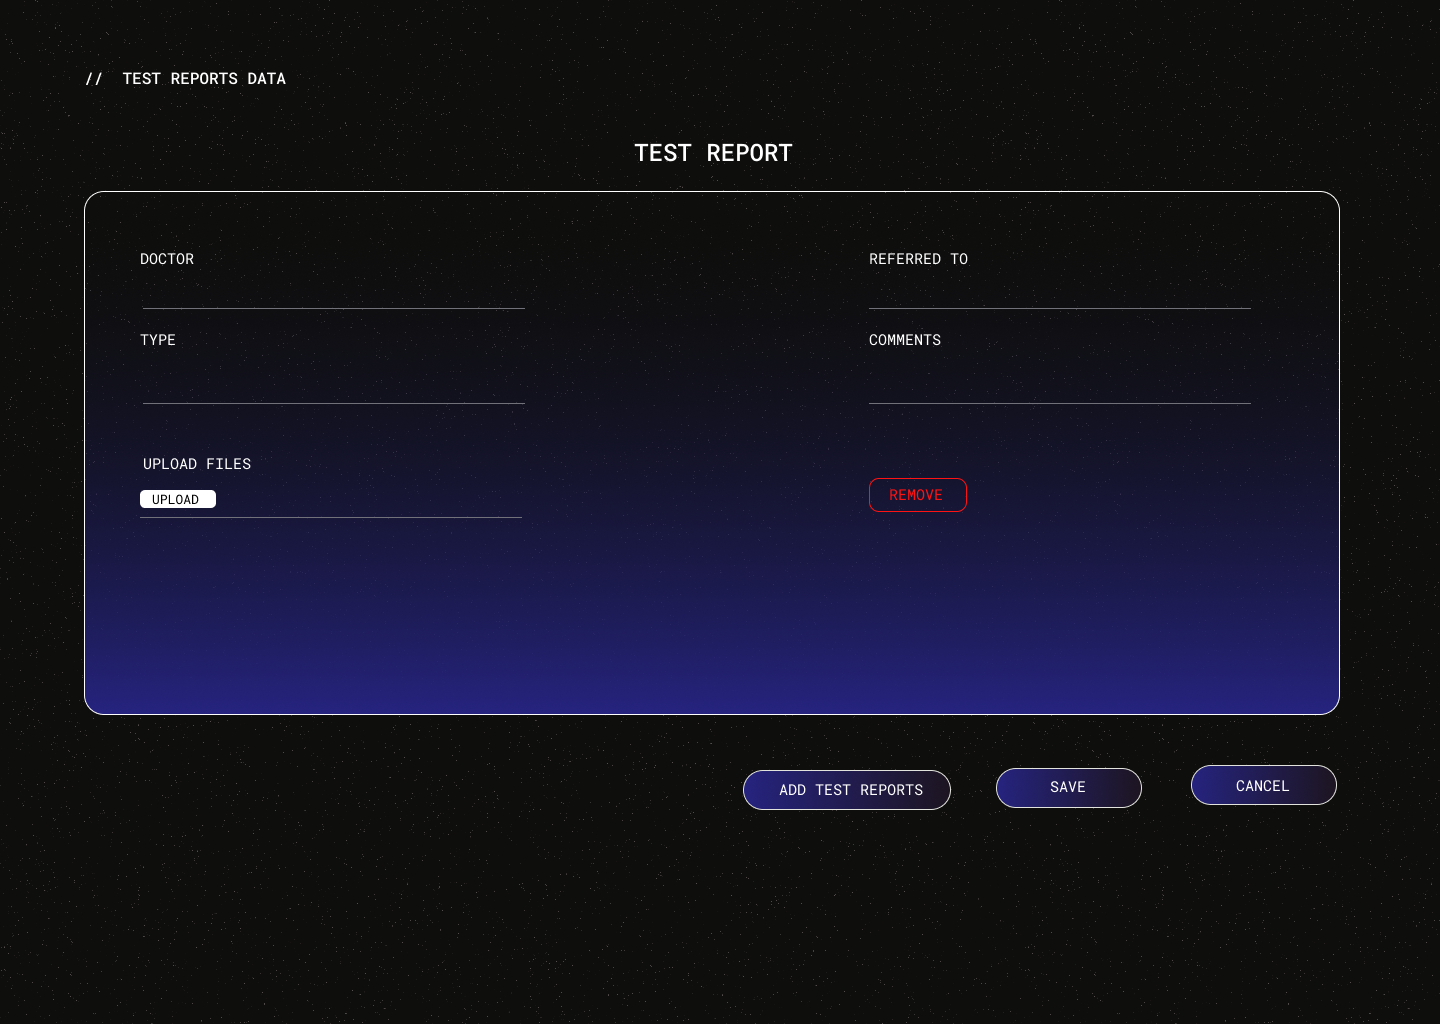 // TEST REPORTS DATA
TEST REPORT
DOCTOR
REFERRED TO
TYPE
COMMENTS
UPLOAD FILES
UPLOAD
REMOVE
ADD TEST REPORTS
SAVE
CANCEL